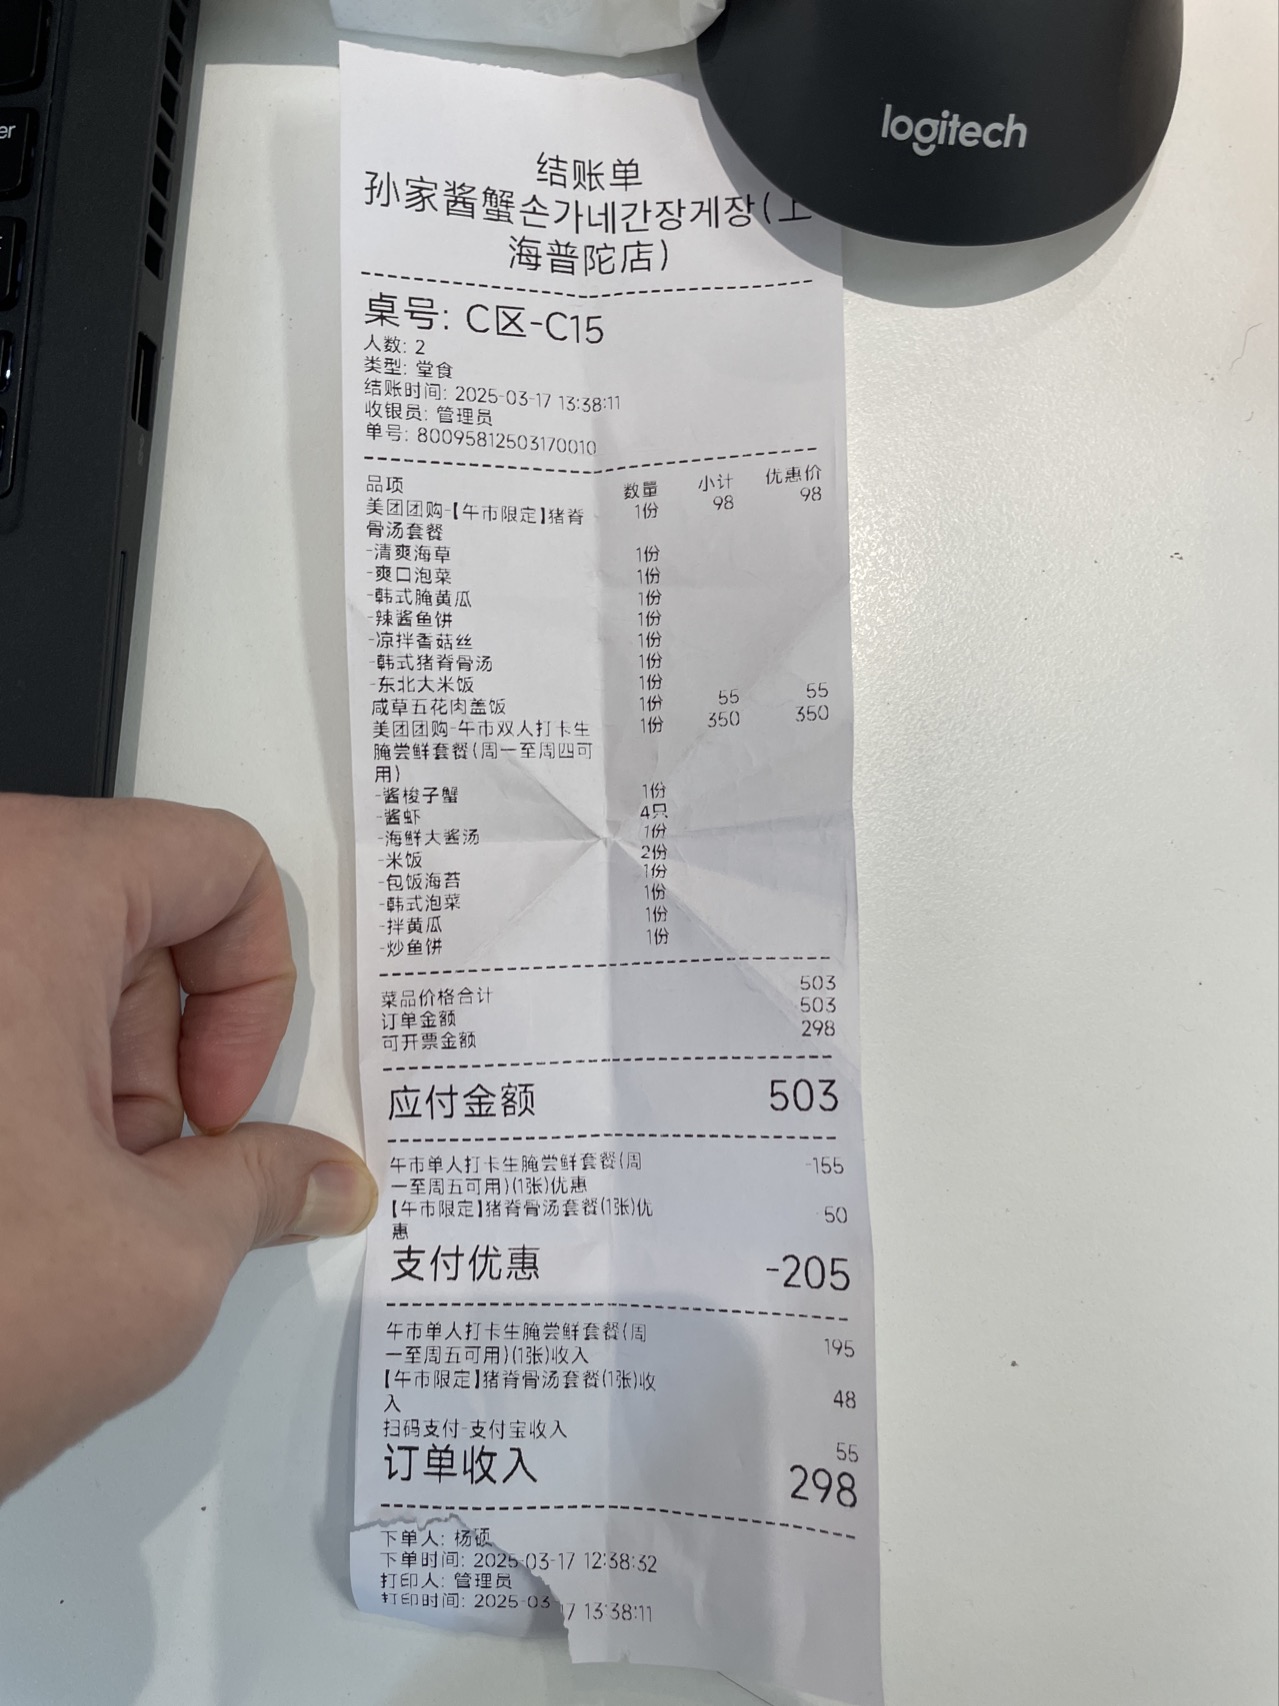 logitech
er
结账单
孙家酱蟹손가네간장게장(上
海普陀店)
桌号: C区-C15
人数: 2
类型: 堂食
结账时间: 2025-03-17 13:38:11
收银员: 管理员
单号: 80095812503170010
品项 数量 小计 优惠价
美团团购-【午市限定】猪脊 1份 98 98
骨汤套餐
-清爽海草 1份
-爽口泡菜 1份
-韩式腌黄瓜 1份
-辣酱鱼饼 1份
-凉拌香菇丝 1份
-韩式猪脊骨汤 1份
-东北大米饭 1份
咸草五花肉盖饭 1份 55 55
美团团购-午市双人打卡生 1份 350 350
腌尝鲜套餐(周一至周四可
用)
-酱梭子蟹 1份
-酱虾 4只
-海鲜大酱汤 1份
-米饭 2份
-包饭海苔 1份
-韩式泡菜 1份
-拌黄瓜 1份
-炒鱼饼 1份
菜品价格合计 503
订单金额 503
可开票金额 298
应付金额 503
午市单人打卡生腌尝鲜套餐(周 -155
一至周五可用)(1张)优惠
【午市限定】猪脊骨汤套餐(1张)优 -50
惠
支付优惠 -205
午市单人打卡生腌尝鲜套餐(周 195
一至周五可用)(1张)收入
【午市限定】猪脊骨汤套餐(1张)收 48
入
扫码支付-支付宝收入 55
订单收入 298
下单人: 杨硕
下单时间: 2025-03-17 12:38:32
打印人: 管理员
打印时间: 2025-03-17 13:38:11